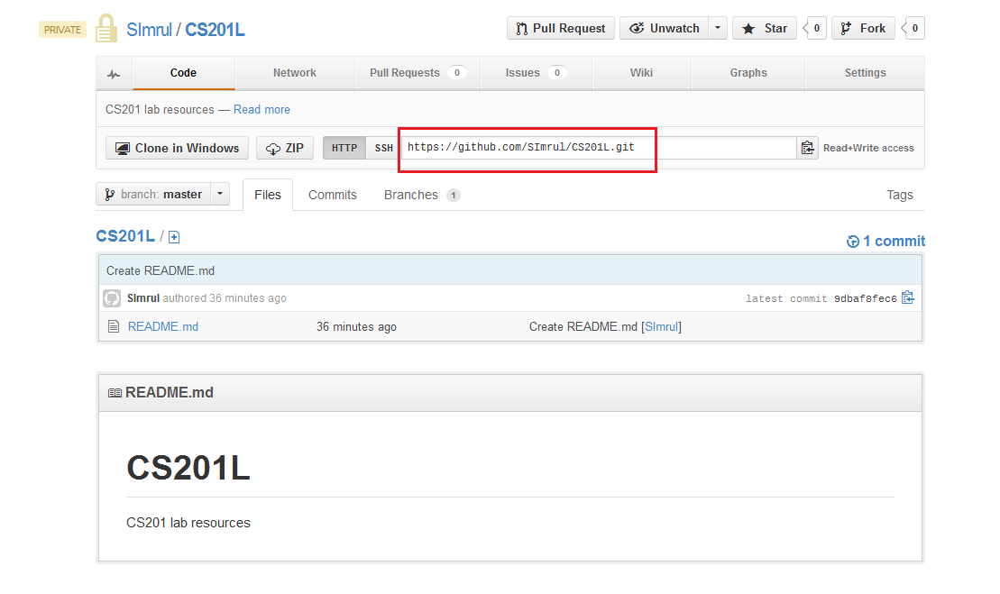 PRIVATE SImrul / CS201L Pull Request Unwatch Star 0 Fork 0
Code Network Pull Requests 0 Issues 0 Wiki Graphs Settings
CS201 lab resources — Read more
Clone in Windows ZIP HTTP SSH https://github.com/SImrul/CS201L.git Read+Write access
branch: master Files Commits Branches 1 Tags
CS201L / 1 commit
Create README.md
SImrul authored 36 minutes ago latest commit 9dbaf8fec6
README.md 36 minutes ago Create README.md [SImrul]
README.md
CS201L
CS201 lab resources